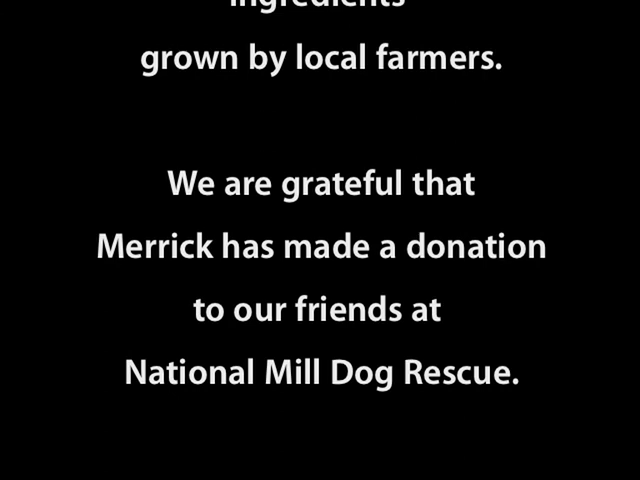 ingredients
grown by local farmers.
We are grateful that
Merrick has made a donation
to our friends at
National Mill Dog Rescue.